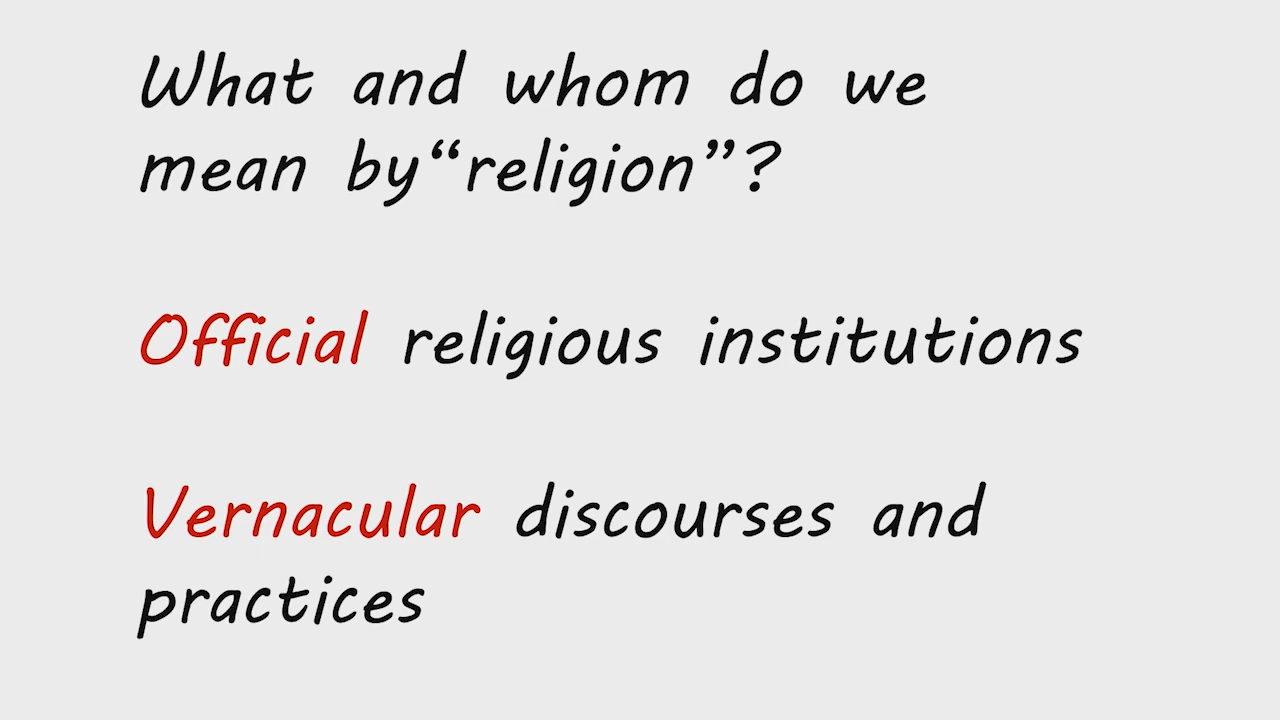 What and whom do we
mean by “religion”?
Official religious institutions
Vernacular discourses and
practices